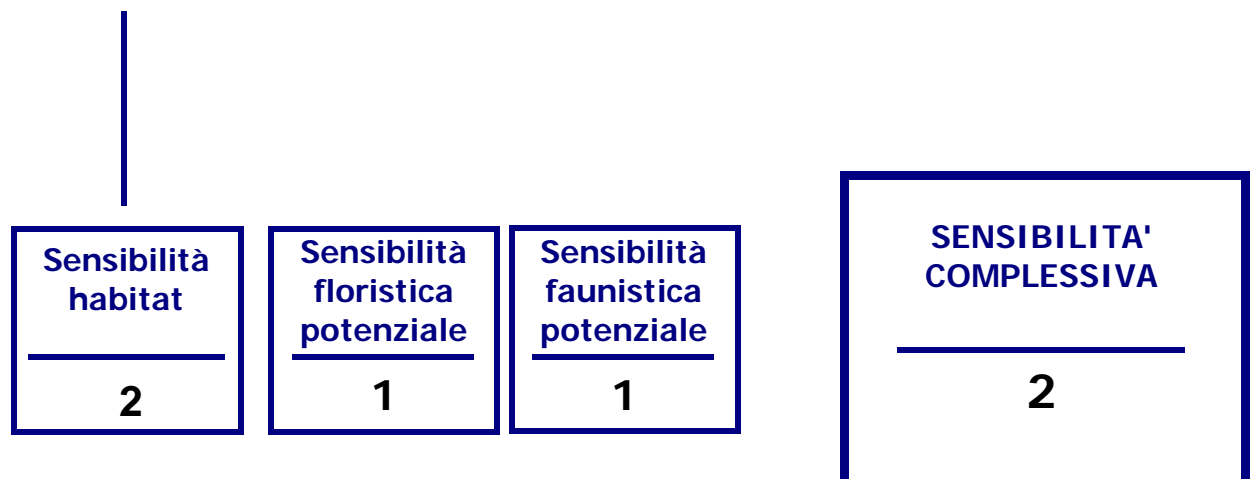 Sensibilità
habitat
2
Sensibilità
floristica
potenziale
1
Sensibilità
faunistica
potenziale
1
SENSIBILITA'
COMPLESSIVA
2